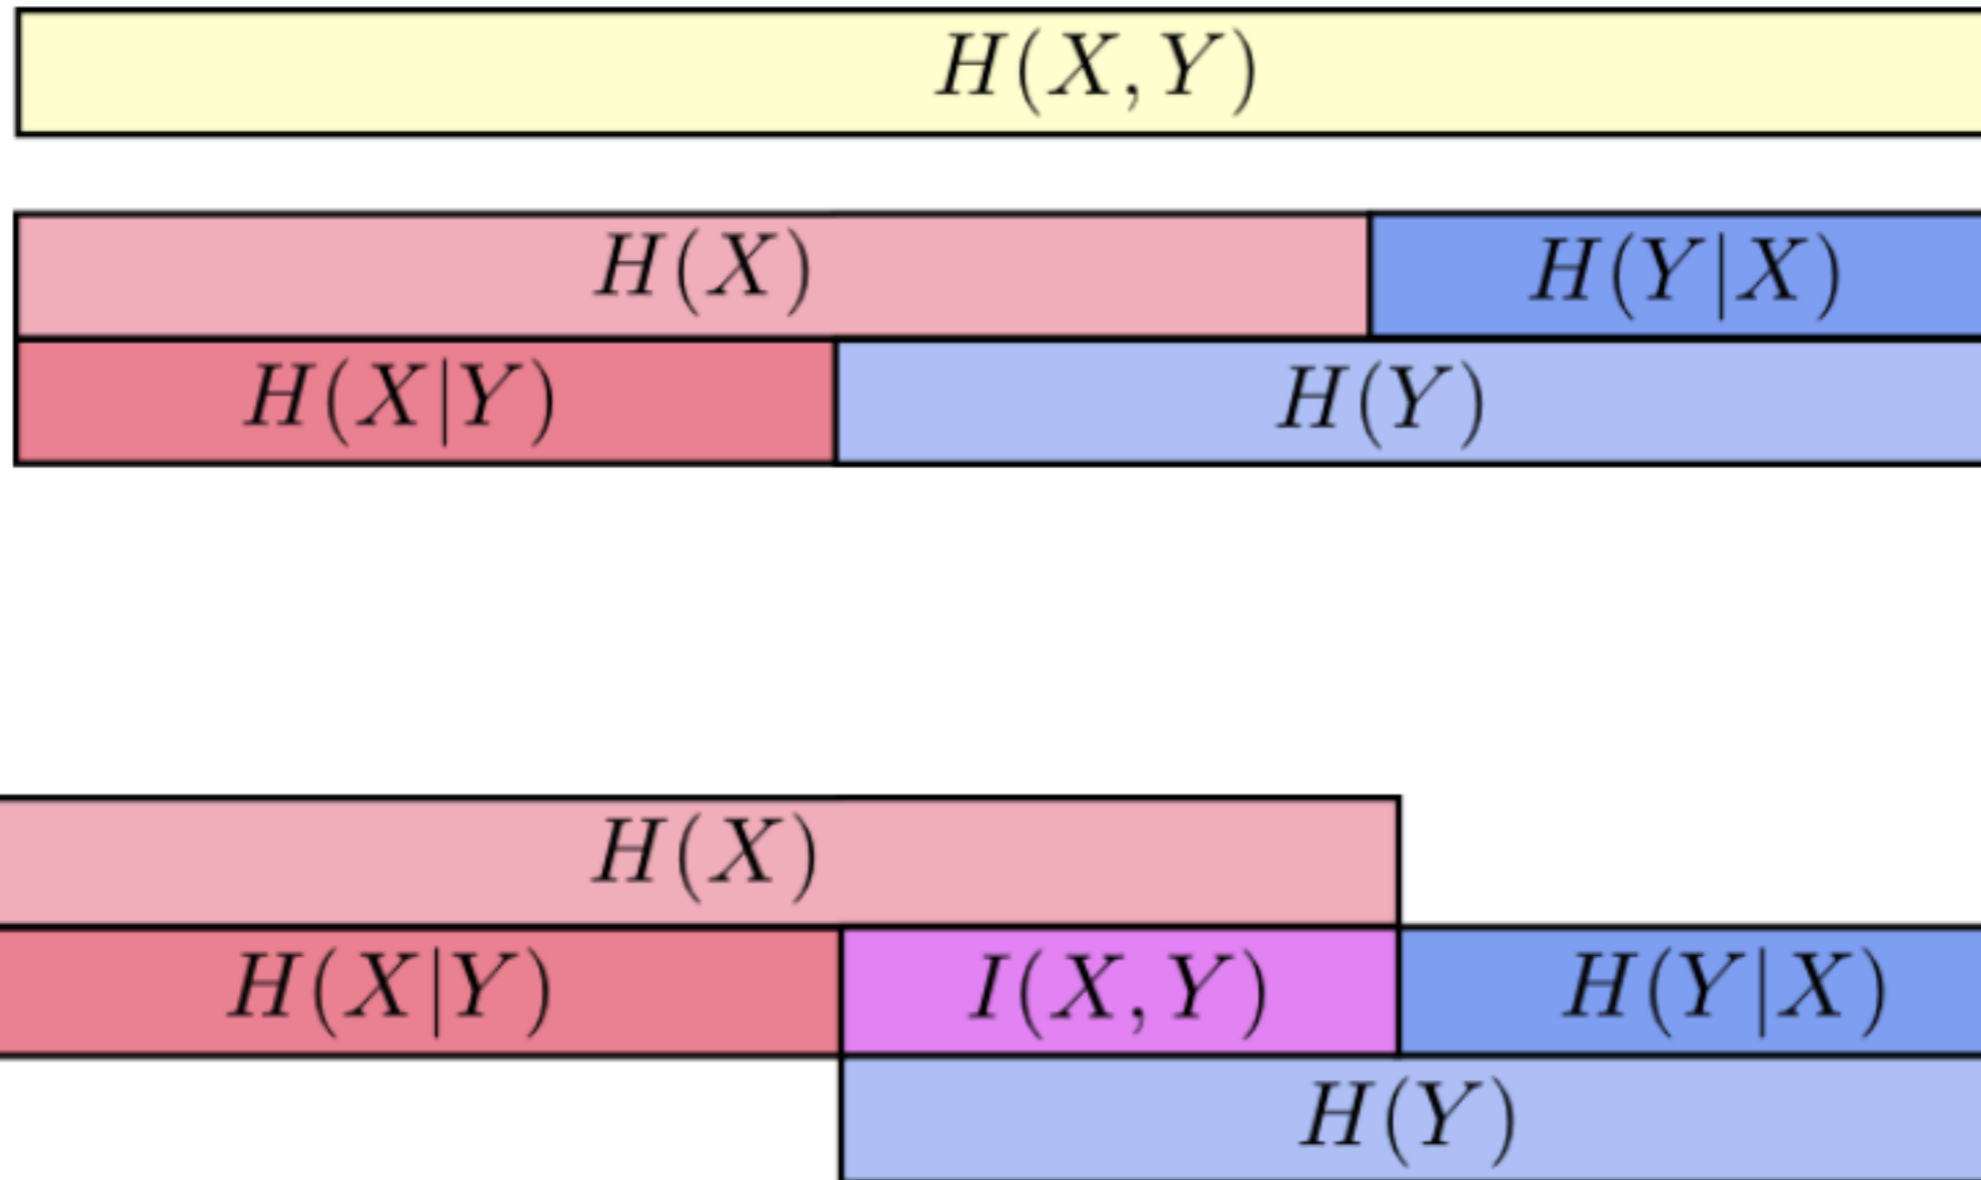 H(X,Y)
H(X) H(Y|X)
H(X|Y) H(Y)
H(X)
H(X|Y) I(X,Y) H(Y|X)
H(Y)